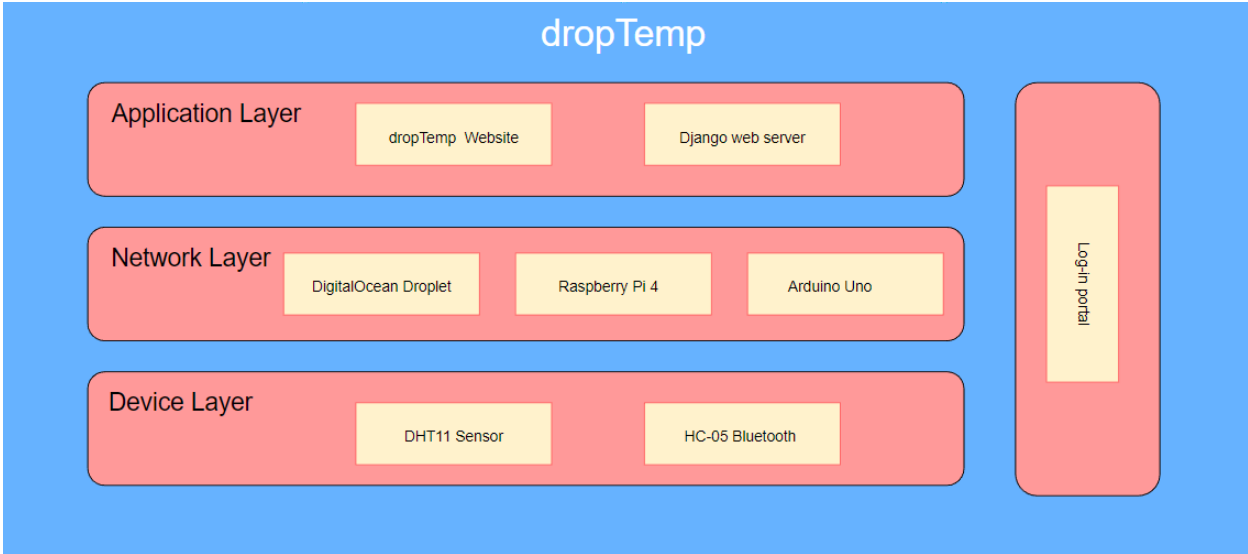 dropTemp
Application Layer
dropTemp Website
Django web server
Network Layer
DigitalOcean Droplet
Raspberry Pi 4
Arduino Uno
Device Layer
DHT11 Sensor
HC-05 Bluetooth
Log-in portal